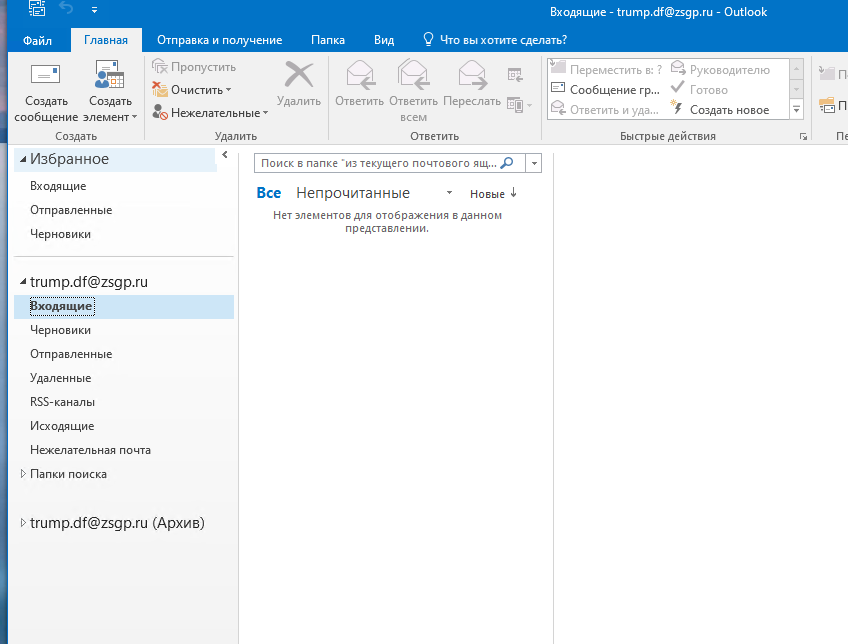 Входящие - trump.df@zsgp.ru - Outlook
Файл Главная Отправка и получение Папка Вид Что вы хотите сделать?
Создать сообщение
Создать элемент
Создать
Пропустить
Очистить
Нежелательные
Удалить
Удалить
Ответить
Ответить всем
Переслать
Ответить
Переместить в: ?
Сообщение гр...
Ответить и уда...
Руководителю
Готово
Создать новое
Быстрые действия
Избранное
Входящие
Отправленные
Черновики
trump.df@zsgp.ru
Входящие
Черновики
Отправленные
Удаленные
RSS-каналы
Исходящие
Нежелательная почта
Папки поиска
trump.df@zsgp.ru (Архив)
Поиск в папке "из текущего почтового ящ...
Все Непрочитанные Новые ↓
Нет элементов для отображения в данном
представлении.